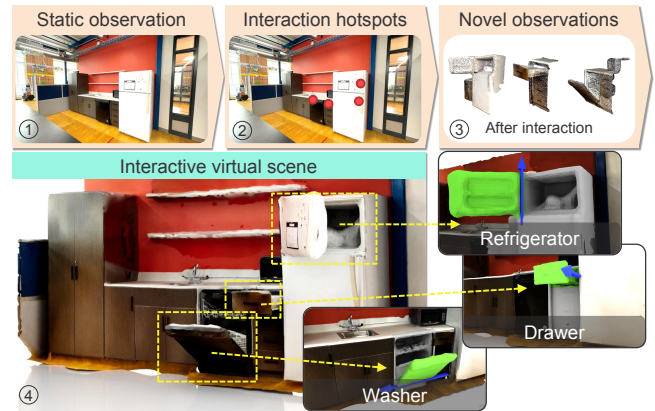 Static observation
Interaction hotspots
Novel observations
①
②
③ After interaction
Interactive virtual scene
Refrigerator
Drawer
Washer
④